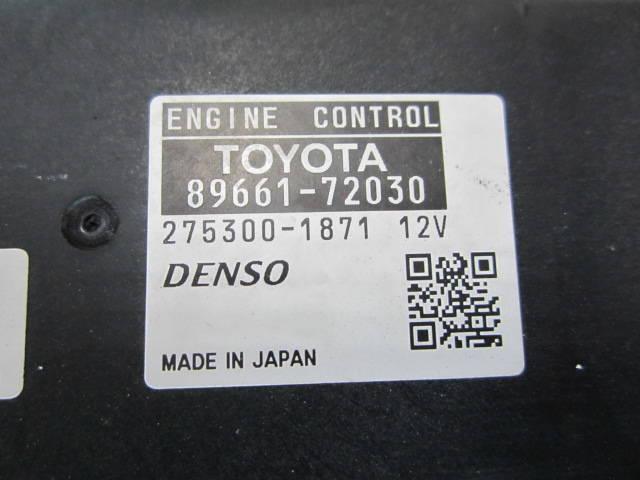 ENGINE CONTROL
TOYOTA
89661-72030
275300-1871 12V
DENSO
MADE IN JAPAN